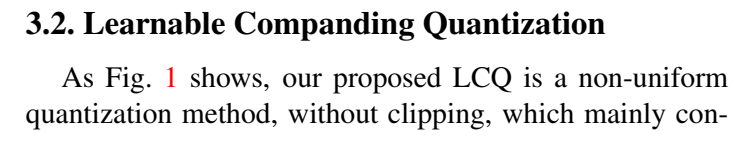 3.2. Learnable Companding Quantization
As Fig. 1 shows, our proposed LCQ is a non-uniform
quantization method, without clipping, which mainly con-